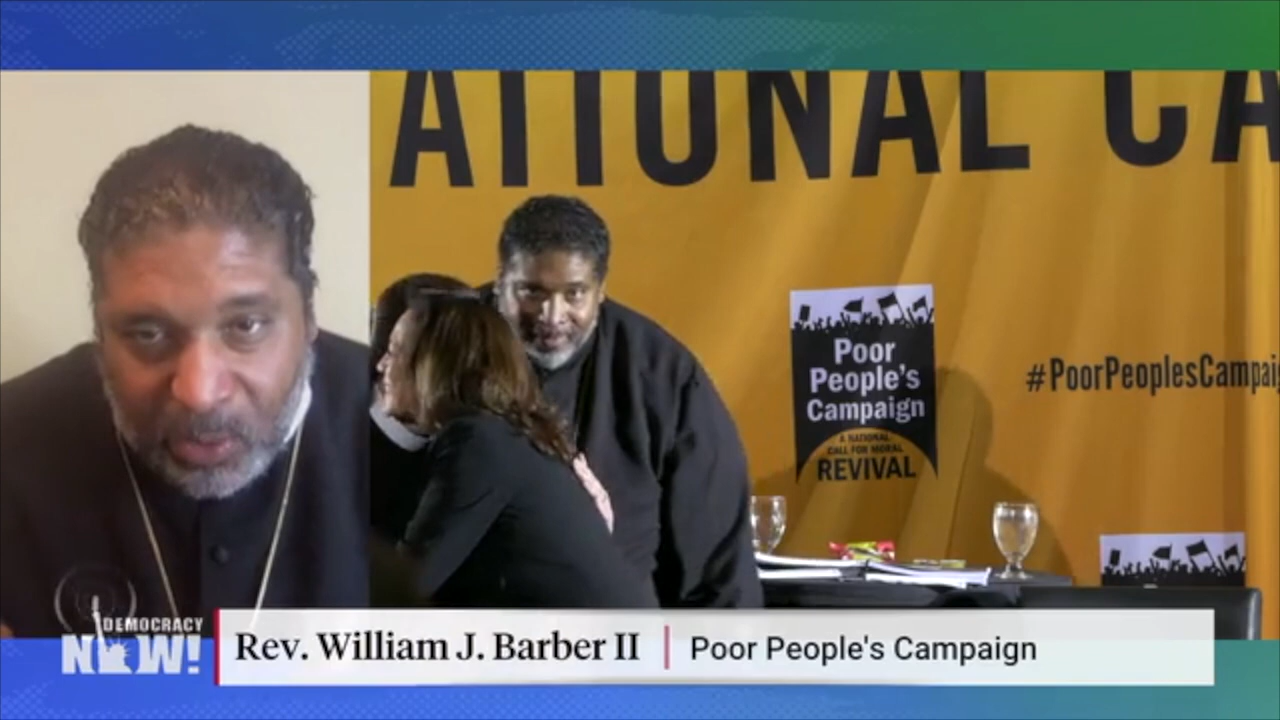 ATIONAL CA
Poor
People's
Campaign
A NATIONAL
CALL FOR MORAL
REVIVAL
#PoorPeoplesCampaig
DEMOCRACY
NOW!
Rev. William J. Barber II
Poor People's Campaign